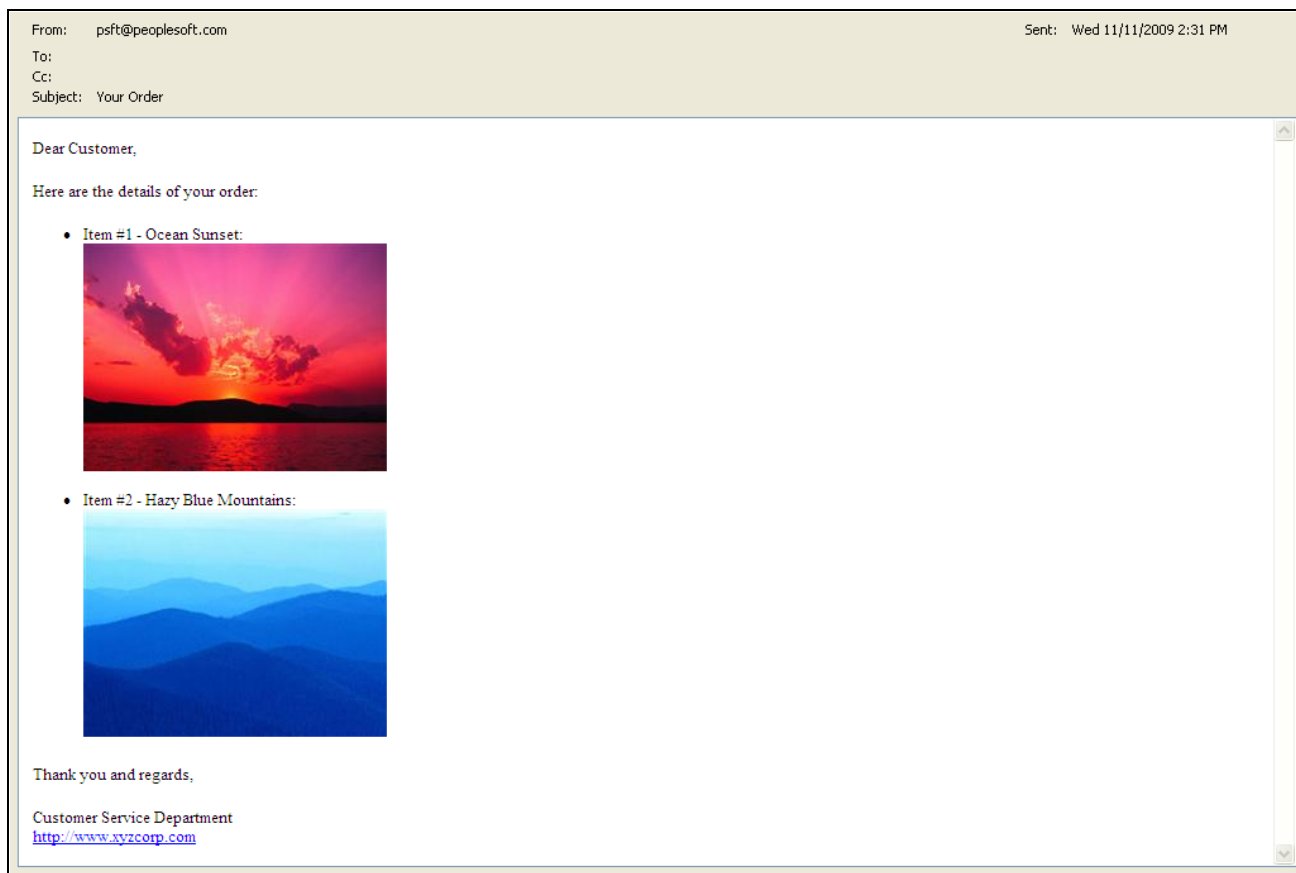 From: psft@peoplesoft.com Sent: Wed 11/11/2009 2:31 PM
To:
Cc:
Subject: Your Order
Dear Customer,
Here are the details of your order:
• Item #1 - Ocean Sunset:
• Item #2 - Hazy Blue Mountains:
Thank you and regards,
Customer Service Department
http://www.xyzcorp.com